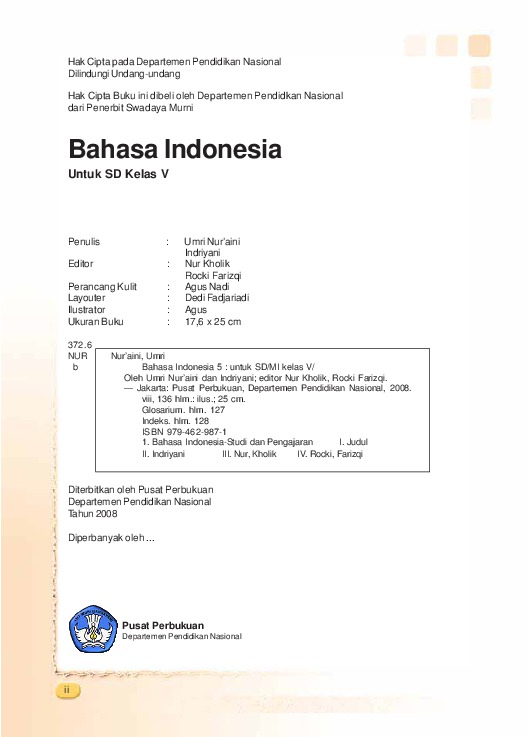 Hak Cipta pada Departemen Pendidikan Nasional
Dilindungi Undang-undang
Hak Cipta Buku ini dibeli oleh Departemen Pendidkan Nasional
dari Penerbit Swadaya Murni
Bahasa Indonesia
Untuk SD Kelas V
Penulis : Umri Nur'aini
Indriyani
Editor : Nur Kholik
Rocki Farizqi
Perancang Kulit : Agus Nadi
Layouter : Dedi Fadjariadi
Ilustrator : Agus
Ukuran Buku : 17,6 x 25 cm
372.6
NUR Nur'aini, Umri
b Bahasa Indonesia 5 : untuk SD/MI kelas V/
Oleh Umri Nur'aini dan Indriyani; editor Nur Kholik, Rocki Farizqi.
— Jakarta: Pusat Perbukuan, Departemen Pendidikan Nasional, 2008.
viii, 136 hlm.: ilus.; 25 cm.
Glosarium. hlm. 127
Indeks. hlm. 128
ISBN 979-462-987-1
1. Bahasa Indonesia-Studi dan Pengajaran I. Judul
II. Indriyani III. Nur, Kholik IV. Rocki, Farizqi
Diterbitkan oleh Pusat Perbukuan
Departemen Pendidikan Nasional
Tahun 2008
Diperbanyak oleh ...
Pusat Perbukuan
Departemen Pendidikan Nasional
ii